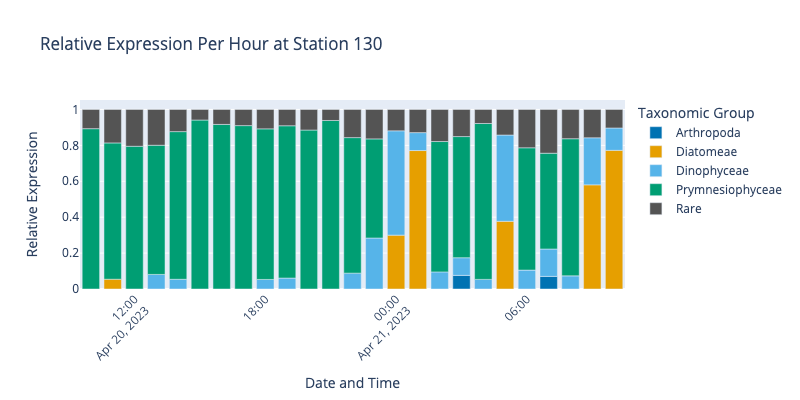 Relative Expression Per Hour at Station 130
Relative Expression
1
0.8
0.6
0.4
0.2
0
12:00
Apr 20, 2023
18:00
00:00
Apr 21, 2023
06:00
Date and Time
Taxonomic Group
Arthropoda
Diatomeae
Dinophyceae
Prymnesiophyceae
Rare